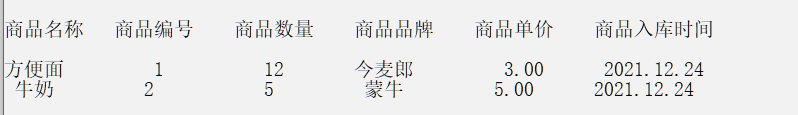 商品名称 商品编号 商品数量 商品品牌 商品单价 商品入库时间
方便面 1 12 今麦郎 3.00 2021.12.24
牛奶 2 5 蒙牛 5.00 2021.12.24